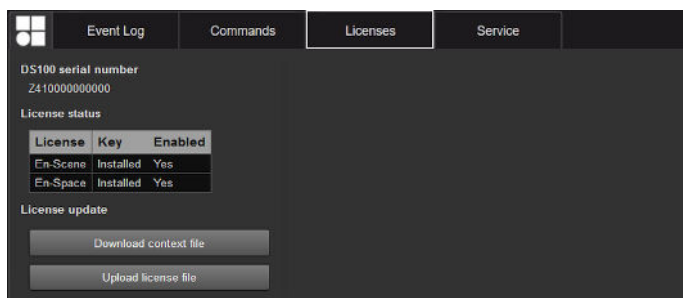 Event Log Commands Licenses Service
DS100 serial number
Z410000000000
License status
License Key Enabled
En-Scene Installed Yes
En-Space Installed Yes
License update
Download context file
Upload license file